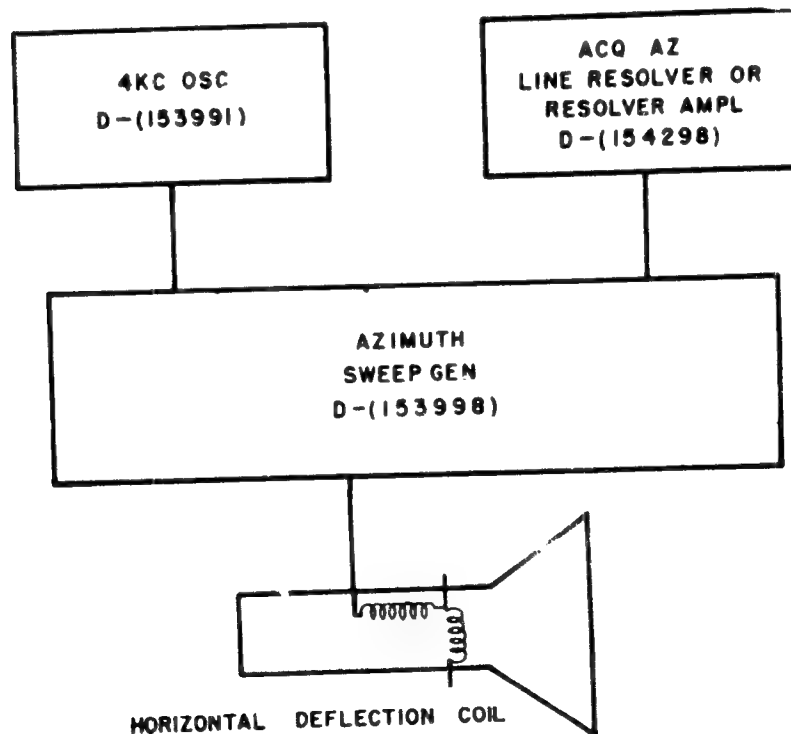 4KC OSC
D-(153991)
ACQ AZ
LINE RESOLVER OR
RESOLVER AMPL
D-(154298)
AZIMUTH
SWEEP GEN
D-(153998)
HORIZONTAL DEFLECTION COIL